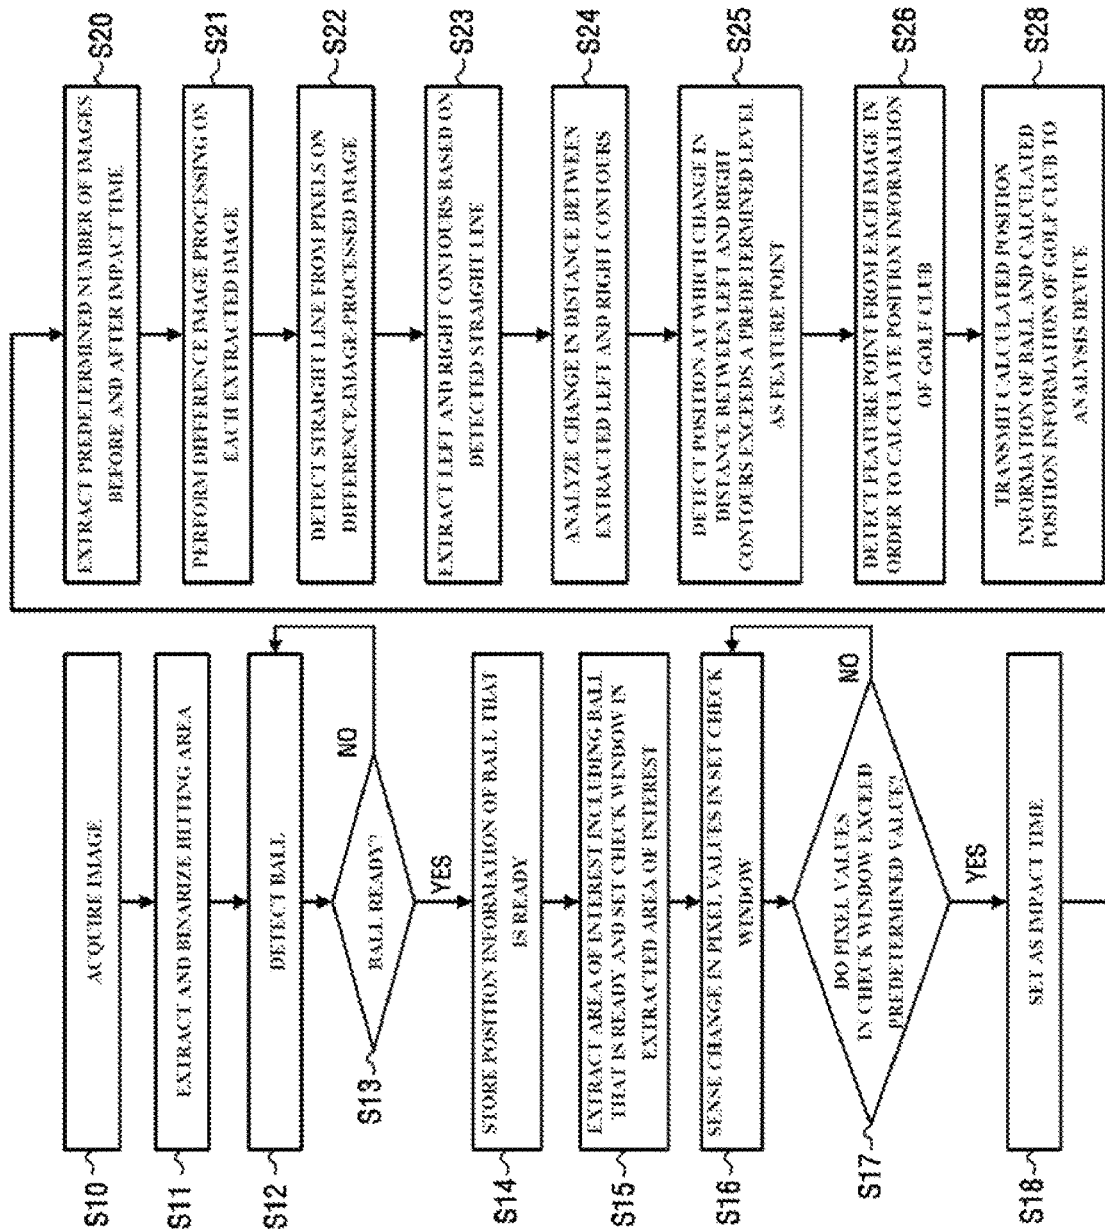 S10
ACQUIRE IMAGE
S11
EXTRACT AND BINARIZE HITTING AREA
S12
DETECT BALL
S13
BALL READY?
NO
YES
S14
STORE POSITION INFORMATION OF BALL THAT
IS READY
S15
EXTRACT AREA OF INTEREST INCLUDING BALL
THAT IS READY AND SET CHECK WINDOW IN
EXTRACTED AREA OF INTEREST
S16
SENSE CHANGE IN PIXEL VALUES IN SET CHECK
WINDOW
S17
DO PIXEL VALUES
IN CHECK WINDOW EXCEED
PREDETERMINED VALUE?
NO
YES
S18
SET AS IMPACT TIME
EXTRACT PREDETERMINED NUMBER OF IMAGES
BEFORE AND AFTER IMPACT TIME
S20
PERFORM DIFFERENCE IMAGE PROCESSING ON
EACH EXTRACTED IMAGE
S21
DETECT STRAIGHT LINE FROM PIXELS ON
DIFFERENCE-IMAGE-PROCESSED IMAGE
S22
EXTRACT LEFT AND RIGHT CONTOURS BASED ON
DETECTED STRAIGHT LINE
S23
ANALYZE CHANGE IN DISTANCE BETWEEN
EXTRACTED LEFT AND RIGHT CONTOURS
S24
DETECT POSITION AT WHICH CHANGE IN
DISTANCE BETWEEN LEFT AND RIGHT
CONTOURS EXCEEDS A PREDETERMINED LEVEL
AS FEATURE POINT
S25
DETECT FEATURE POINT FROM EACH IMAGE IN
ORDER TO CALCULATE POSITION INFORMATION
OF GOLF CLUB
S26
TRANSMIT CALCULATED POSITION
INFORMATION OF BALL AND CALCULATED
POSITION INFORMATION OF GOLF CLUB TO
ANALYSIS DEVICE
S28